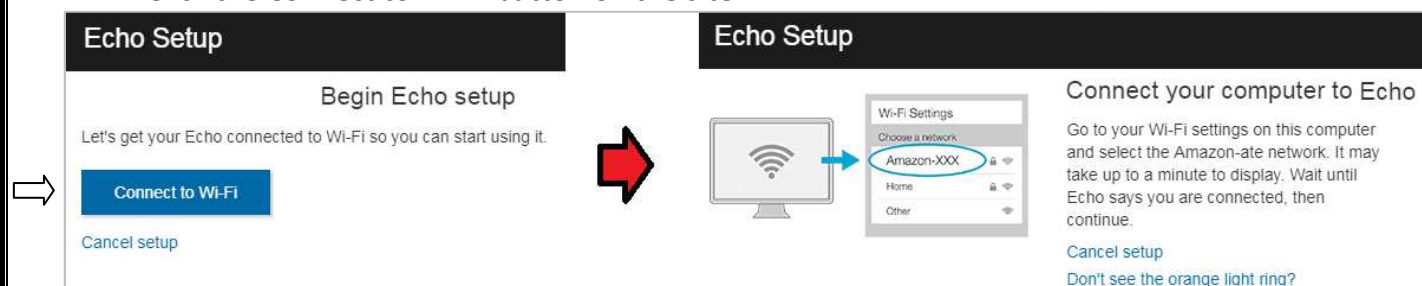 Echo Setup
Begin Echo setup
Let's get your Echo connected to Wi-Fi so you can start using it.
Connect to Wi-Fi
Cancel setup
Echo Setup
Wi-Fi Settings
Choose a network
Amazon-XXX
Home
Other
Connect your computer to Echo
Go to your Wi-Fi settings on this computer
and select the Amazon-ate network. It may
take up to a minute to display. Wait until
Echo says you are connected, then
continue.
Cancel setup
Don't see the orange light ring?